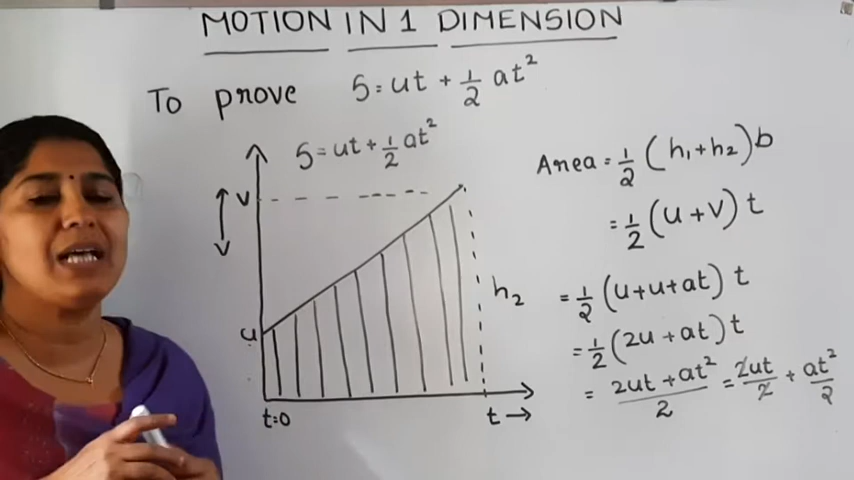 MOTION IN 1 DIMENSION
To prove S = ut + 1/2 at²
S = ut + 1/2 at²
v
u
t=0
t →
h₂
Area = 1/2 (h₁ + h₂) b
= 1/2 (u + v) t
= 1/2 (u + u + at) t
= 1/2 (2u + at) t
= 2ut + at²/2 = 2ut/2 + at²/2